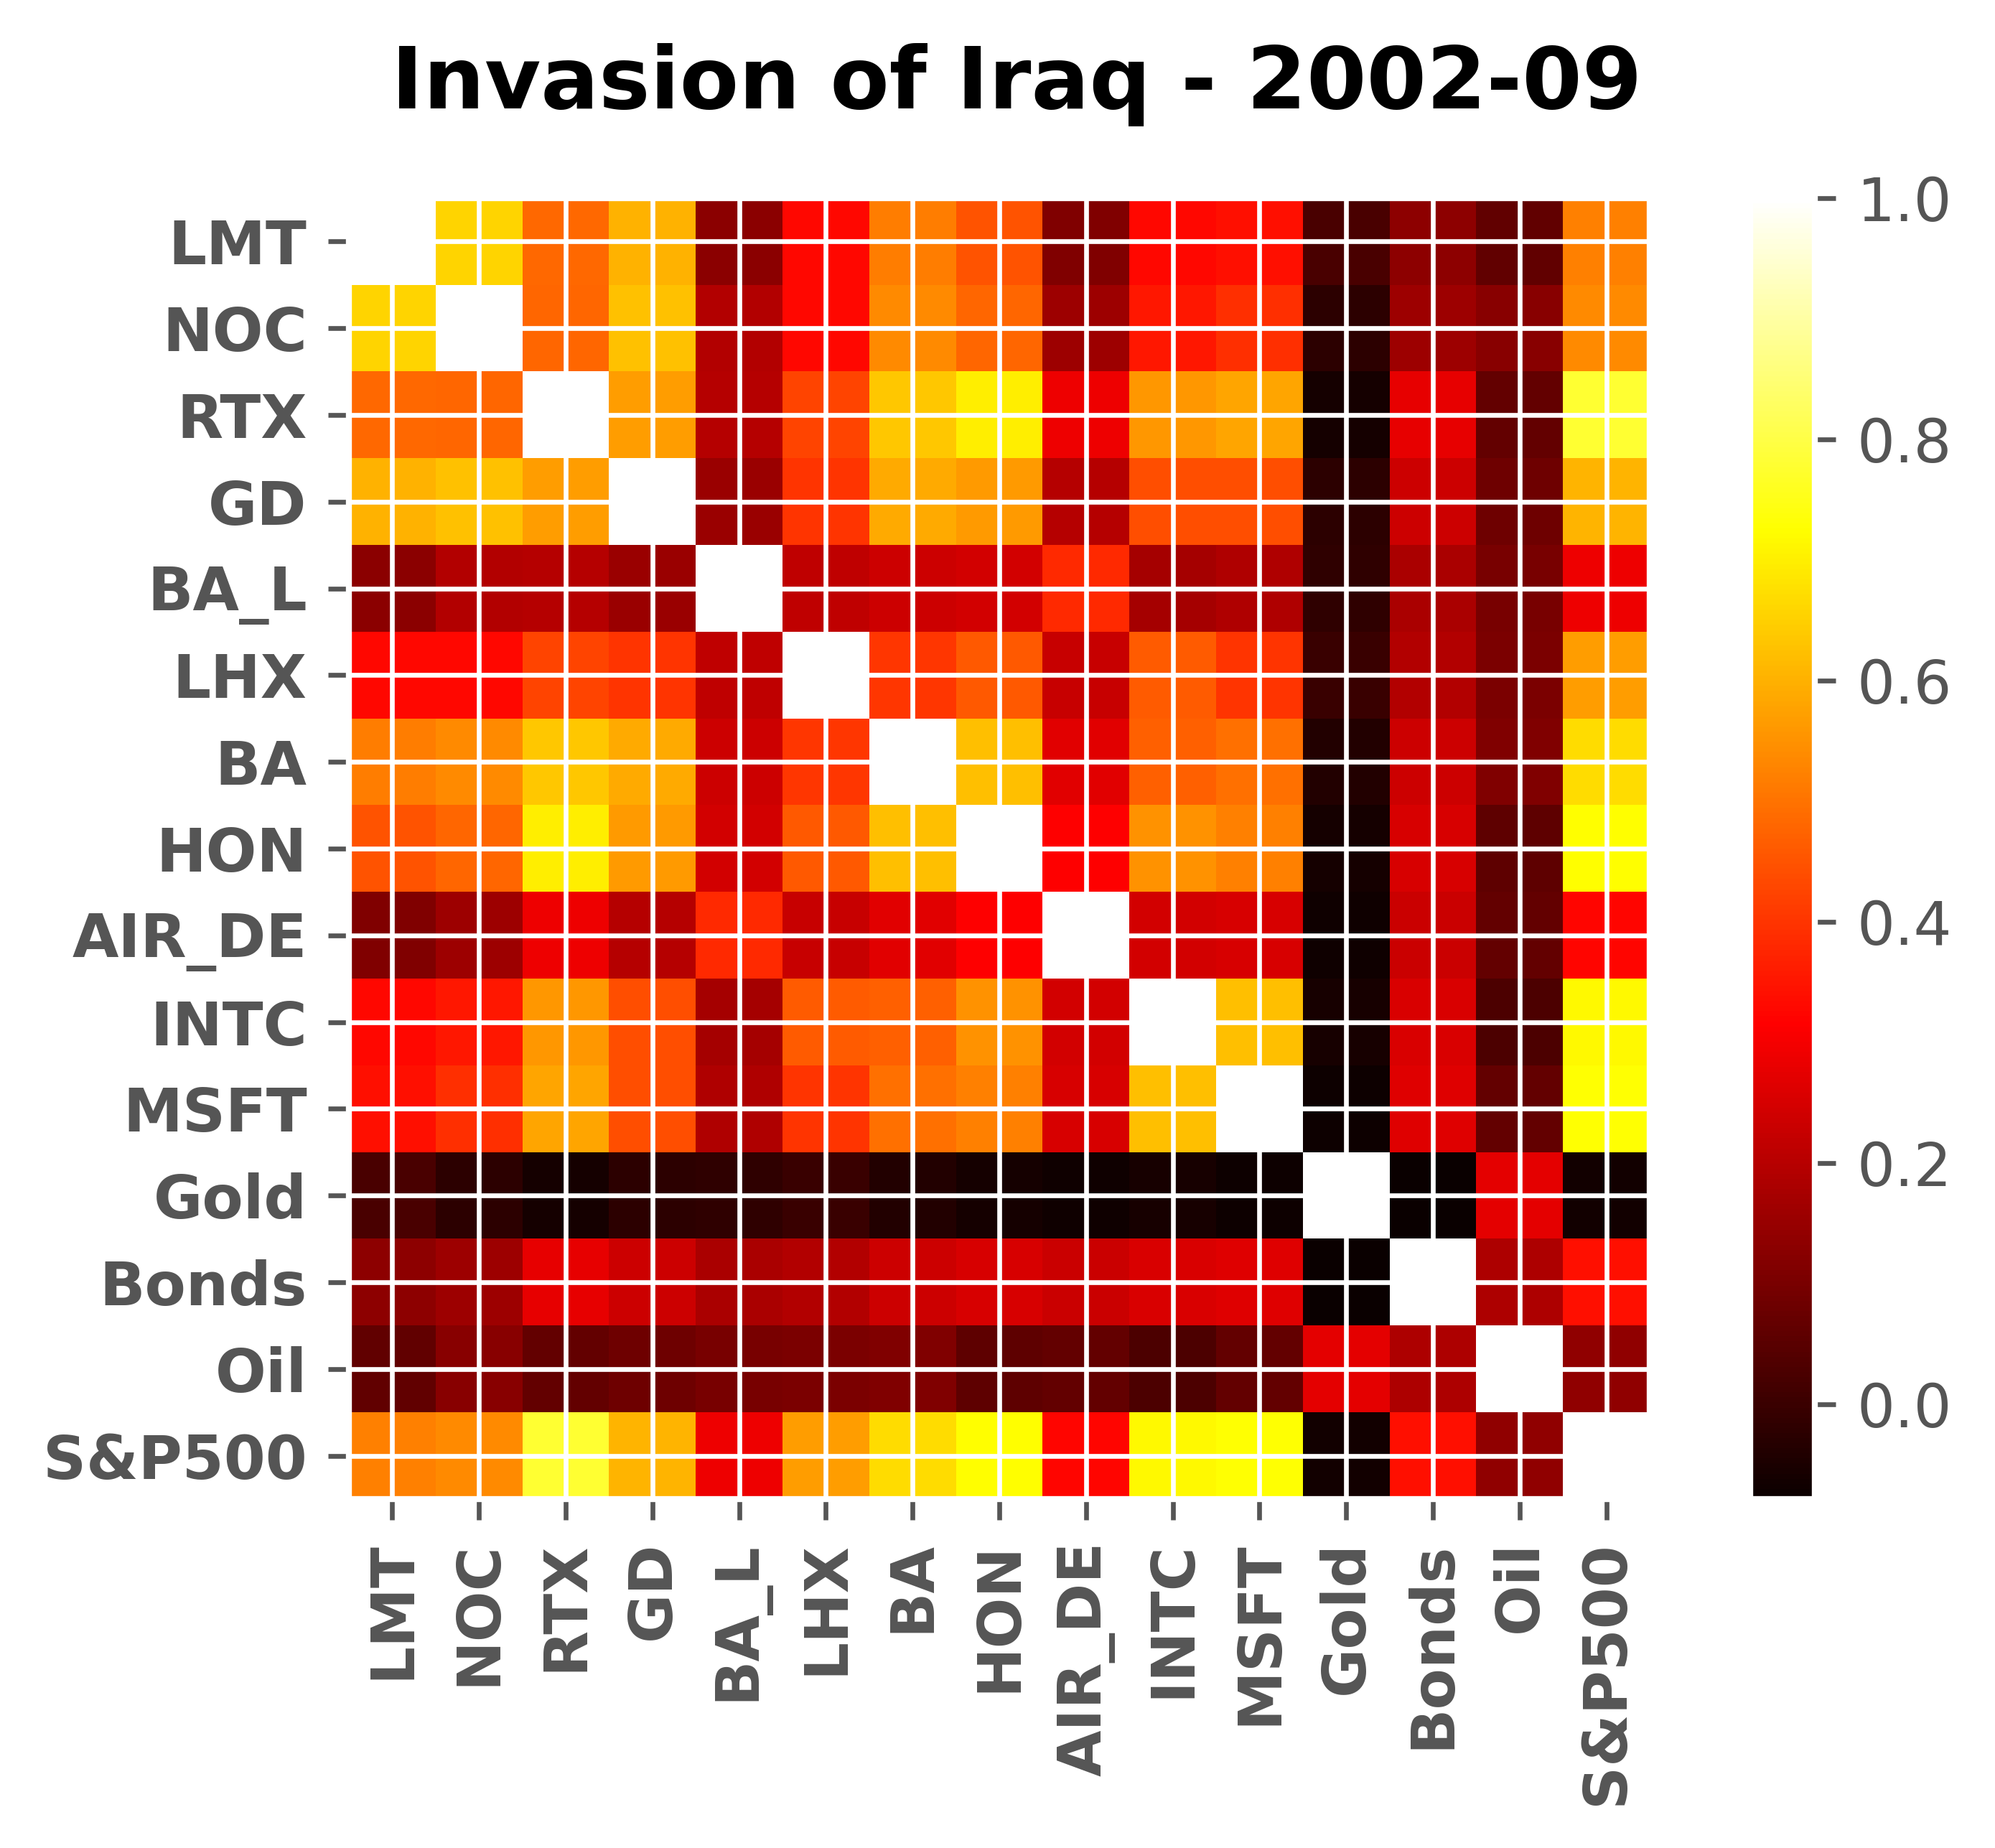 Invasion of Iraq - 2002-09
LMT
NOC
RTX
GD
BA_L
LHX
BA
HON
AIR_DE
INTC
MSFT
Gold
Bonds
Oil
S&P500
LMT
NOC
RTX
GD
BA_L
LHX
BA
HON
AIR_DE
INTC
MSFT
Gold
Bonds
Oil
S&P500
1.0
0.8
0.6
0.4
0.2
0.0